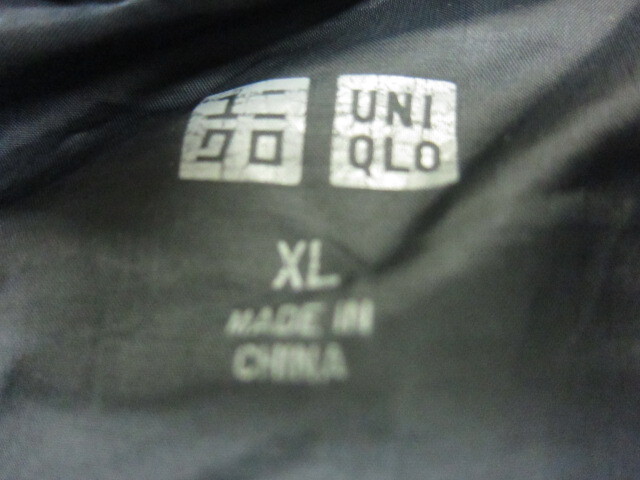 ユニ UNI
クロ QLO
XL
MADE IN
CHINA